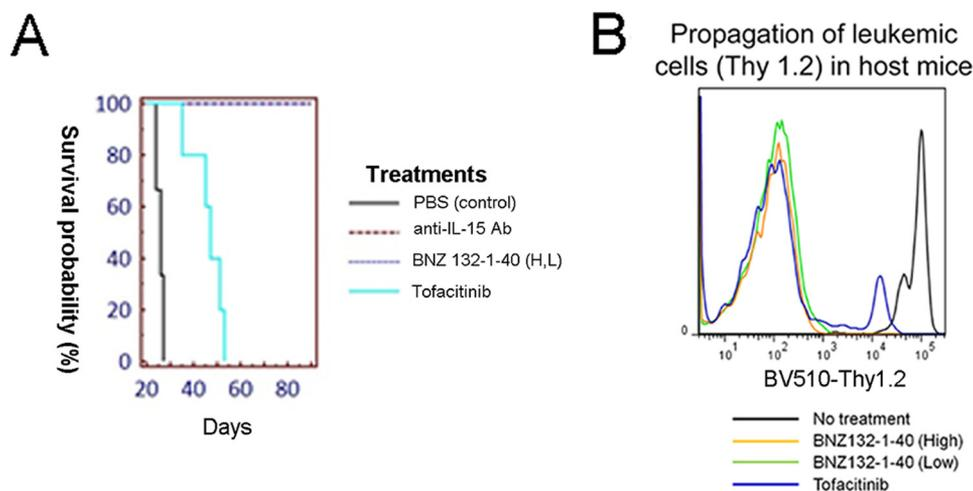 A
Survival probability (%)
100
80
60
40
20
0
20 40 60 80
Days
Treatments
PBS (control)
anti-IL-15 Ab
BNZ 132-1-40 (H,L)
Tofacitinib
B
Propagation of leukemic
cells (Thy 1.2) in host mice
0
10¹ 10² 10³ 10⁴ 10⁵
BV510-Thy1.2
No treatment
BNZ132-1-40 (High)
BNZ132-1-40 (Low)
Tofacitinib